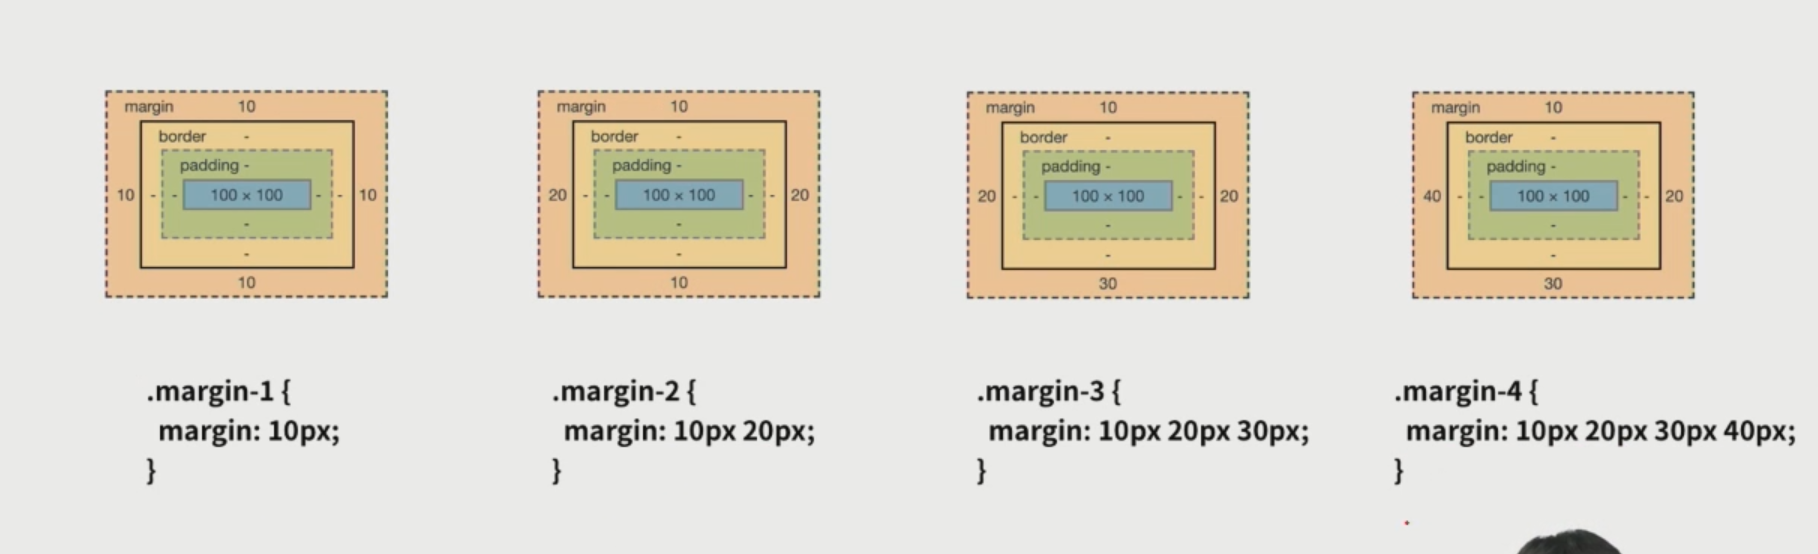 margin 10
border -
padding -
10 - - 100 × 100 - - 10
-
-
10
margin 10
border -
padding -
20 - - 100 × 100 - - 20
-
-
10
margin 10
border -
padding -
20 - - 100 × 100 - - 20
-
-
30
margin 10
border -
padding -
40 - - 100 × 100 - - 20
-
-
30
.margin-1 {
margin: 10px;
}
.margin-2 {
margin: 10px 20px;
}
.margin-3 {
margin: 10px 20px 30px;
}
.margin-4 {
margin: 10px 20px 30px 40px;
}